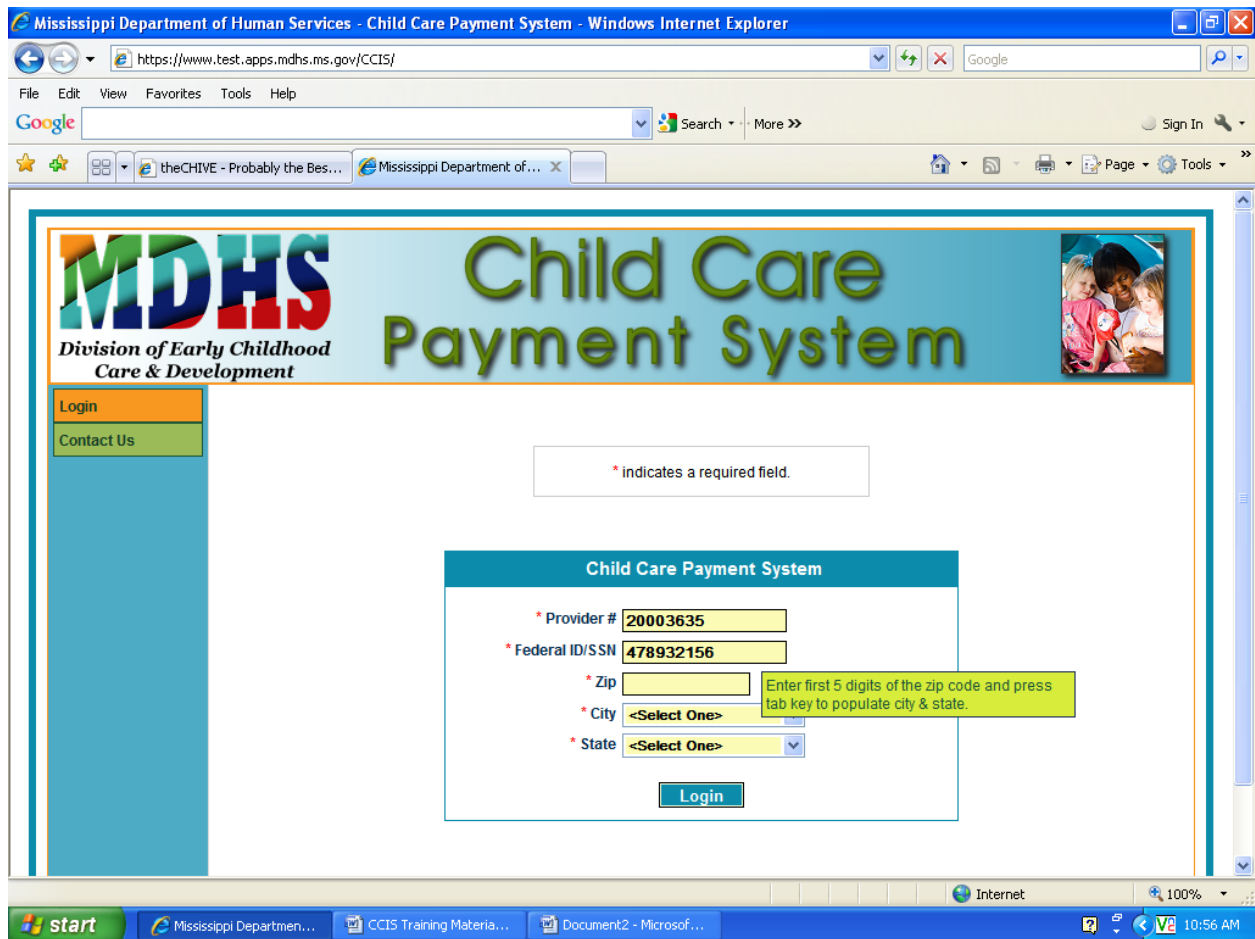 Mississippi Department of Human Services - Child Care Payment System - Windows Internet Explorer
https://www.test.apps.mdhs.ms.gov/CCIS/
Google
File Edit View Favorites Tools Help
Google Search More >> Sign In
theCHIVE - Probably the Bes... Mississippi Department of... X Page Tools »
MDHS
Division of Early Childhood
Care & Development
Child Care
Payment System
Login
Contact Us
* indicates a required field.
Child Care Payment System
* Provider # 20003635
* Federal ID/SSN 478932156
* Zip
Enter first 5 digits of the zip code and press
tab key to populate city & state.
* City <Select One>
* State <Select One>
Login
Internet 100%
start Mississippi Departmen... CCIS Training Materia... Document2 - Microsof... 10:56 AM